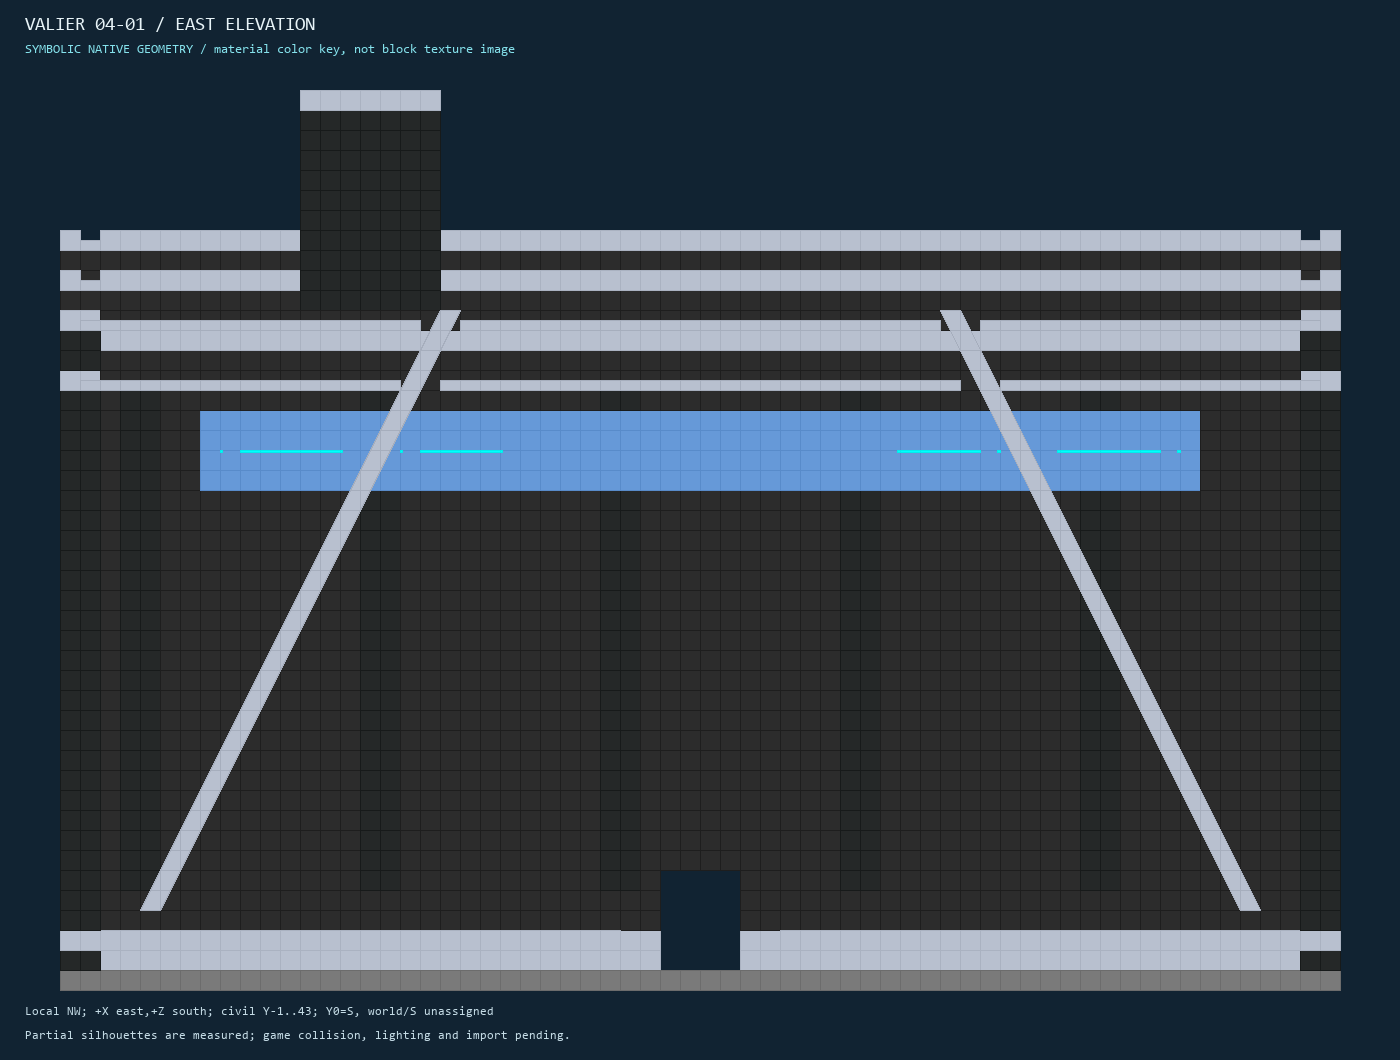 VALIER 04-01 / EAST ELEVATION
SYMBOLIC NATIVE GEOMETRY / material color key, not block texture image
Local NW; +X east,+Z south; civil Y-1..43; Y0=S, world/S unassigned
Partial silhouettes are measured; game collision, lighting and import pending.